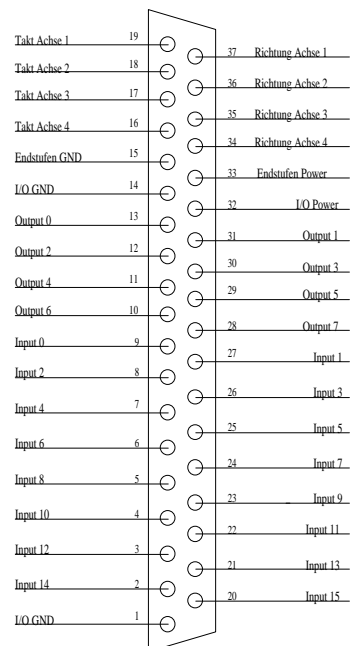 Takt Achse 1 19
37 Richtung Achse 1
Takt Achse 2 18
36 Richtung Achse 2
Takt Achse 3 17
35 Richtung Achse 3
Takt Achse 4 16
34 Richtung Achse 4
Endstufen GND 15
33 Endstufen Power
I/O GND 14
32 I/O Power
Output 0 13
31 Output 1
Output 2 12
30 Output 3
Output 4 11
29 Output 5
Output 6 10
28 Output 7
Input 0 9
27 Input 1
Input 2 8
26 Input 3
Input 4 7
25 Input 5
Input 6 6
24 Input 7
Input 8 5
23 Input 9
Input 10 4
22 Input 11
Input 12 3
21 Input 13
Input 14 2
20 Input 15
I/O GND 1